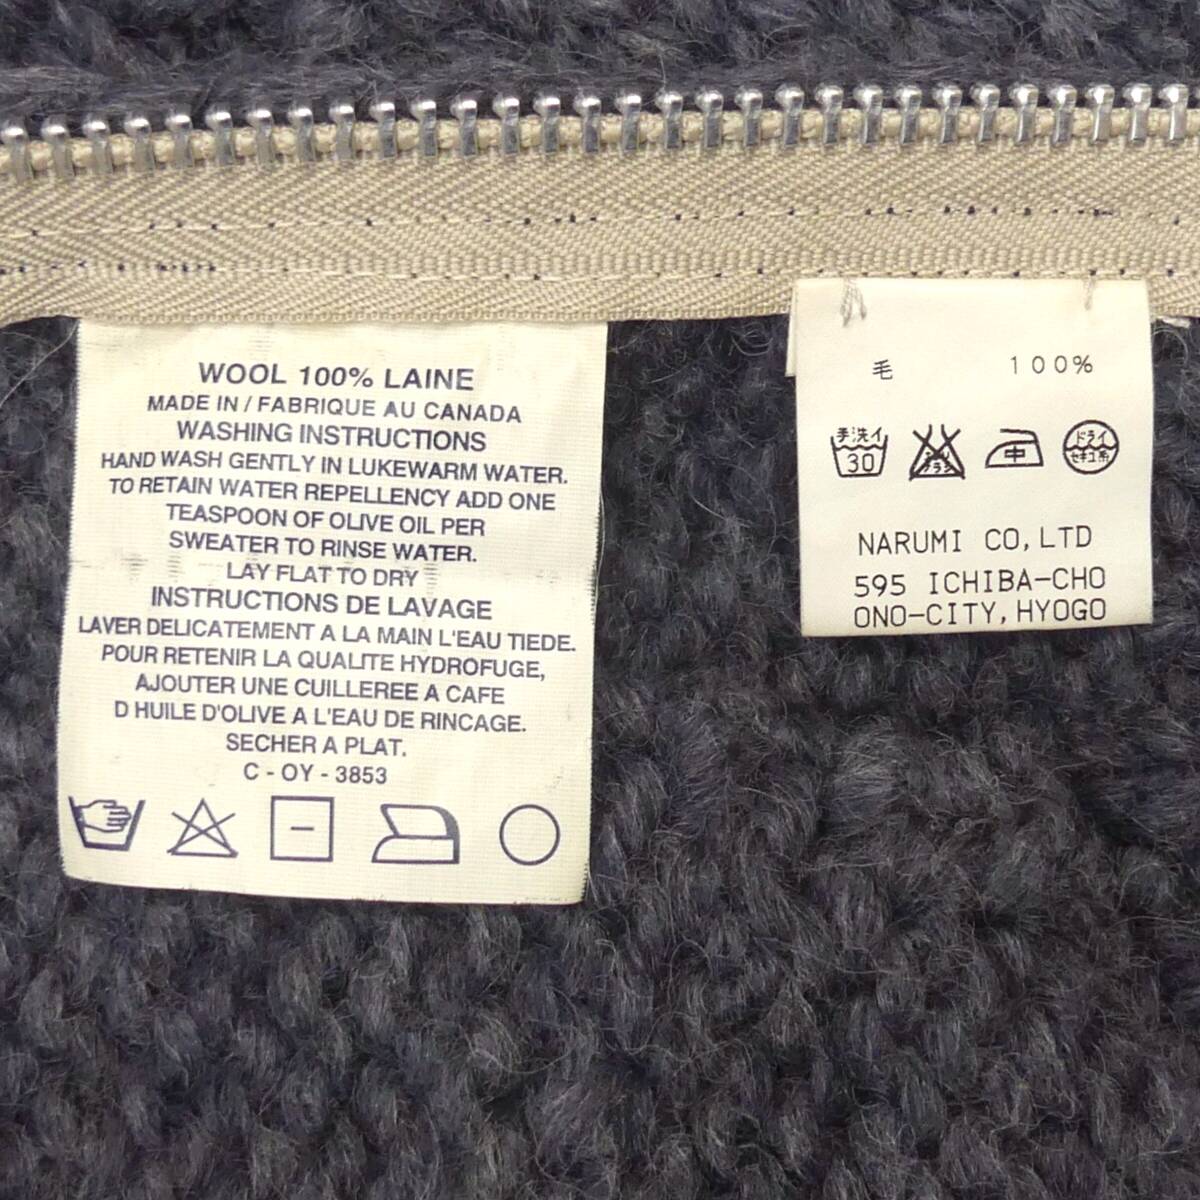 WOOL 100% LAINE
MADE IN / FABRIQUE AU CANADA
WASHING INSTRUCTIONS
HAND WASH GENTLY IN LUKEWARM WATER.
TO RETAIN WATER REPELLENCY ADD ONE
TEASPOON OF OLIVE OIL PER
SWEATER TO RINSE WATER.
LAY FLAT TO DRY
INSTRUCTIONS DE LAVAGE
LAVER DELICATEMENT A LA MAIN L'EAU TIEDE.
POUR RETENIR LA QUALITE HYDROFUGE,
AJOUTER UNE CUILLEREE A CAFE
D HUILE D'OLIVE A L'EAU DE RINCAGE.
SECHER A PLAT.
C - OY - 3853
毛 100%
手洗イ
30
中
ドライ
セキユ系
NARUMI CO,LTD
595 ICHIBA-CHO
ONO-CITY,HYOGO